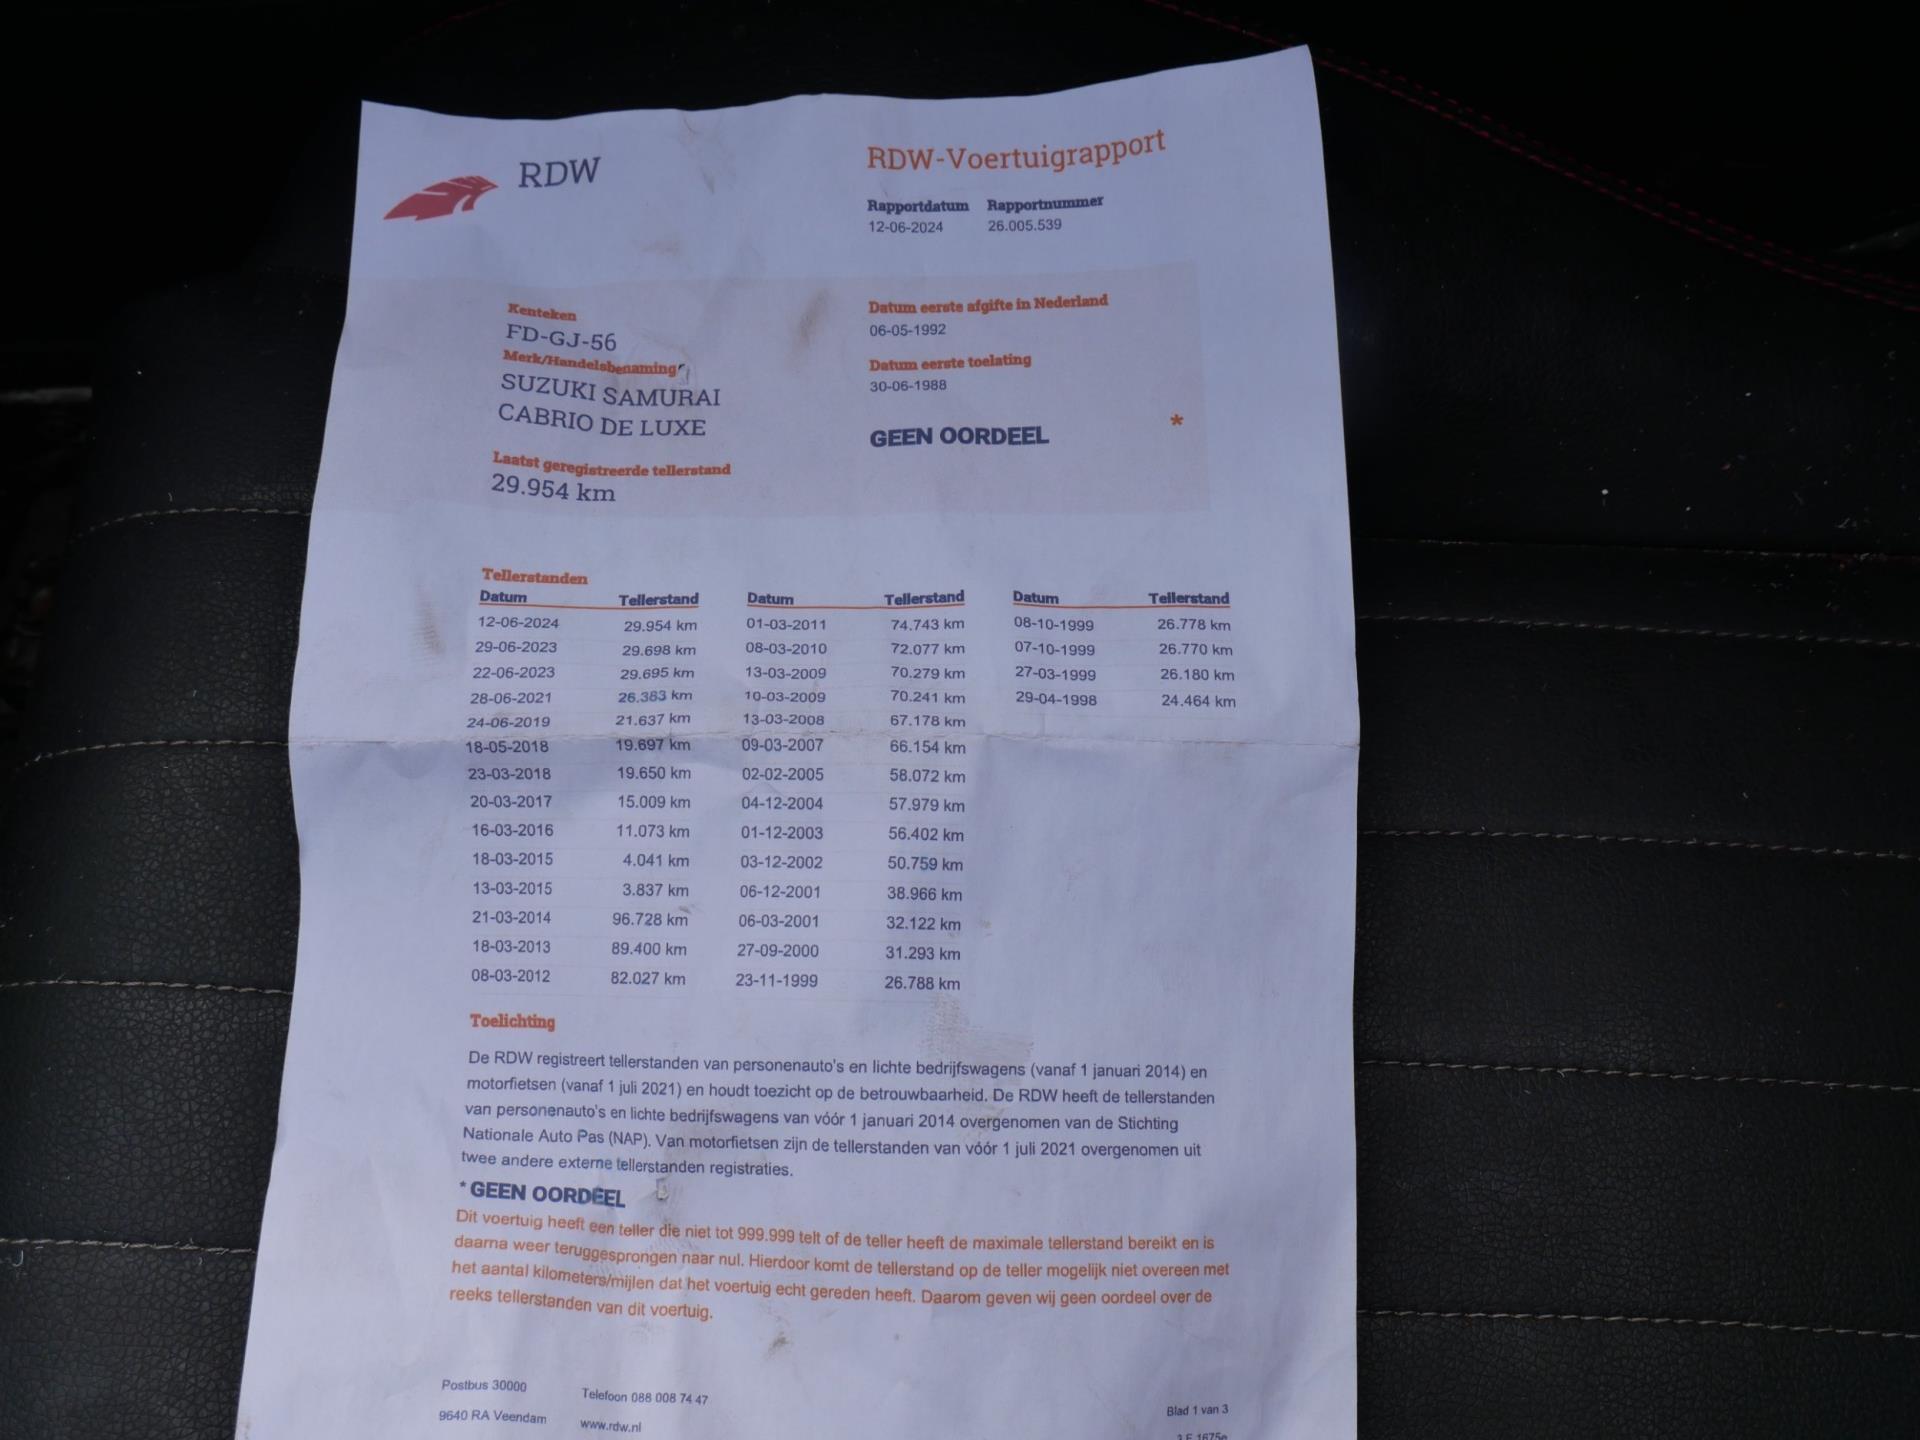 RDW
RDW-Voertuigrapport
Rapportdatum Rapportnummer
12-06-2024 26.005.539
Kenteken
FD-GJ-56
Merk/Handelsbenaming
SUZUKI SAMURAI
CABRIO DE LUXE
Laatst geregistreerde tellerstand
29.954 km
Datum eerste afgifte in Nederland
06-05-1992
Datum eerste toelating
30-06-1988
GEEN OORDEEL *
Tellerstanden
Datum Tellerstand Datum Tellerstand Datum Tellerstand
12-06-2024 29.954 km 01-03-2011 74.743 km 08-10-1999 26.778 km
29-06-2023 29.698 km 08-03-2010 72.077 km 07-10-1999 26.770 km
22-06-2023 29.695 km 13-03-2009 70.279 km 27-03-1999 26.180 km
28-06-2021 26.383 km 10-03-2009 70.241 km 29-04-1998 24.464 km
24-06-2019 21.637 km 13-03-2008 67.178 km
18-05-2018 19.697 km 09-03-2007 66.154 km
23-03-2018 19.650 km 02-02-2005 58.072 km
20-03-2017 15.009 km 04-12-2004 57.979 km
16-03-2016 11.073 km 01-12-2003 56.402 km
18-03-2015 4.041 km 03-12-2002 50.759 km
13-03-2015 3.837 km 06-12-2001 38.966 km
21-03-2014 96.728 km 06-03-2001 32.122 km
18-03-2013 89.400 km 27-09-2000 31.293 km
08-03-2012 82.027 km 23-11-1999 26.788 km
Toelichting
De RDW registreert tellerstanden van personenauto's en lichte bedrijfswagens (vanaf 1 januari 2014) en
motorfietsen (vanaf 1 juli 2021) en houdt toezicht op de betrouwbaarheid. De RDW heeft de tellerstanden
van personenauto's en lichte bedrijfswagens van vóór 1 januari 2014 overgenomen van de Stichting
Nationale Auto Pas (NAP). Van motorfietsen zijn de tellerstanden van vóór 1 juli 2021 overgenomen uit
twee andere externe tellerstanden registraties.
* GEEN OORDEEL
Dit voertuig heeft een teller die niet tot 999.999 telt of de teller heeft de maximale tellerstand bereikt en is
daarna weer teruggesprongen naar nul. Hierdoor komt de tellerstand op de teller mogelijk niet overeen met
het aantal kilometers/mijlen dat het voertuig echt gereden heeft. Daarom geven wij geen oordeel over de
reeks tellerstanden van dit voertuig.
Postbus 30000 Telefoon 088 008 74 47
9640 RA Veendam www.rdw.nl
Blad 1 van 3
3 E 1675e